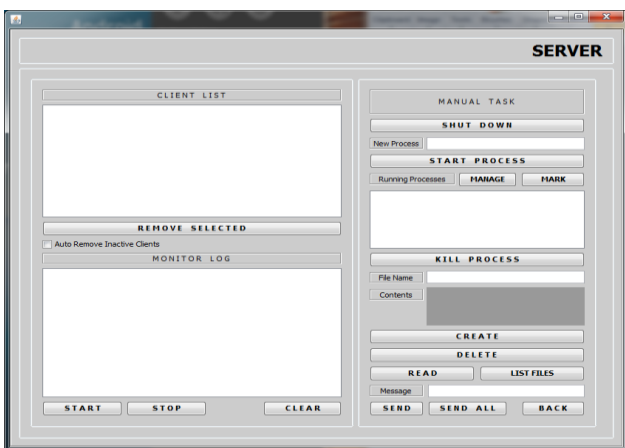 SERVER
CLIENT LIST
REMOVE SELECTED
Auto Remove Inactive Clients
MONITOR LOG
START STOP CLEAR
MANUAL TASK
SHUT DOWN
New Process
START PROCESS
Running Processes MANAGE MARK
KILL PROCESS
File Name
Contents
CREATE
DELETE
READ LIST FILES
Message
SEND SEND ALL BACK